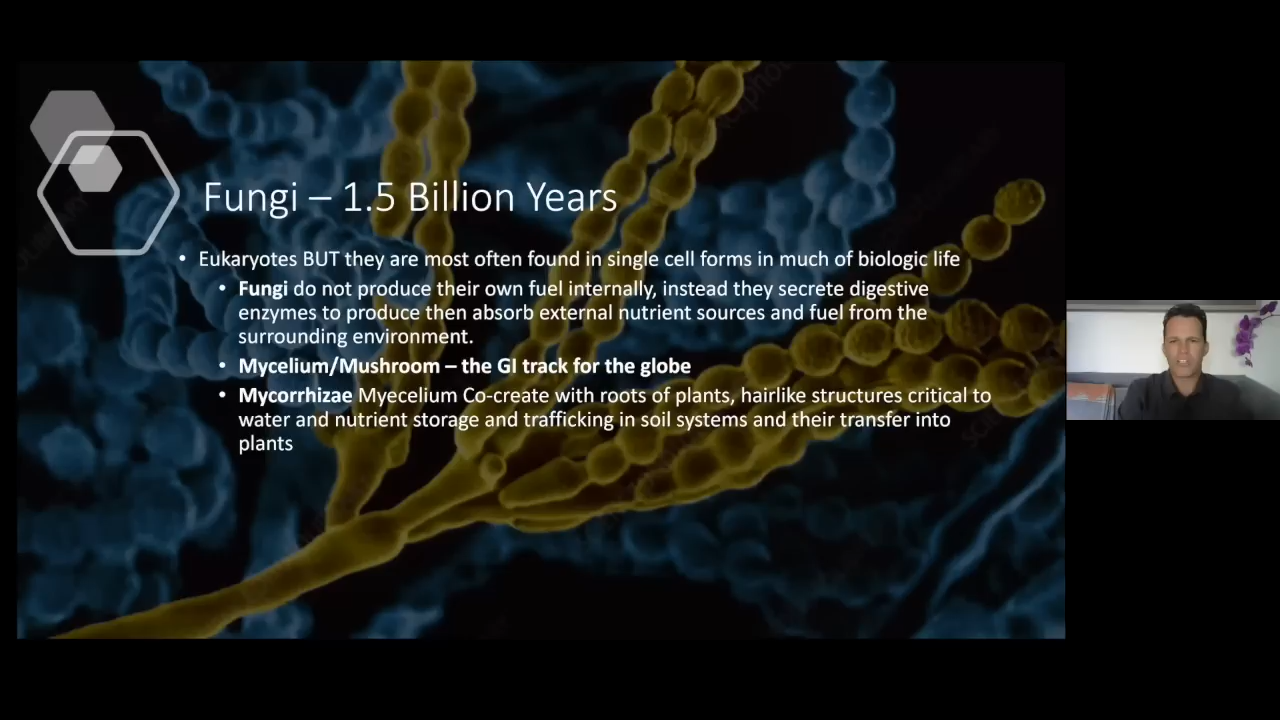 Fungi – 1.5 Billion Years
• Eukaryotes BUT they are most often found in single cell forms in much of biologic life
• Fungi do not produce their own fuel internally, instead they secrete digestive
enzymes to produce then absorb external nutrient sources and fuel from the
surrounding environment.
• Mycelium/Mushroom – the GI track for the globe
• Mycorrhizae Myecelium Co-create with roots of plants, hairlike structures critical to
water and nutrient storage and trafficking in soil systems and their transfer into
plants